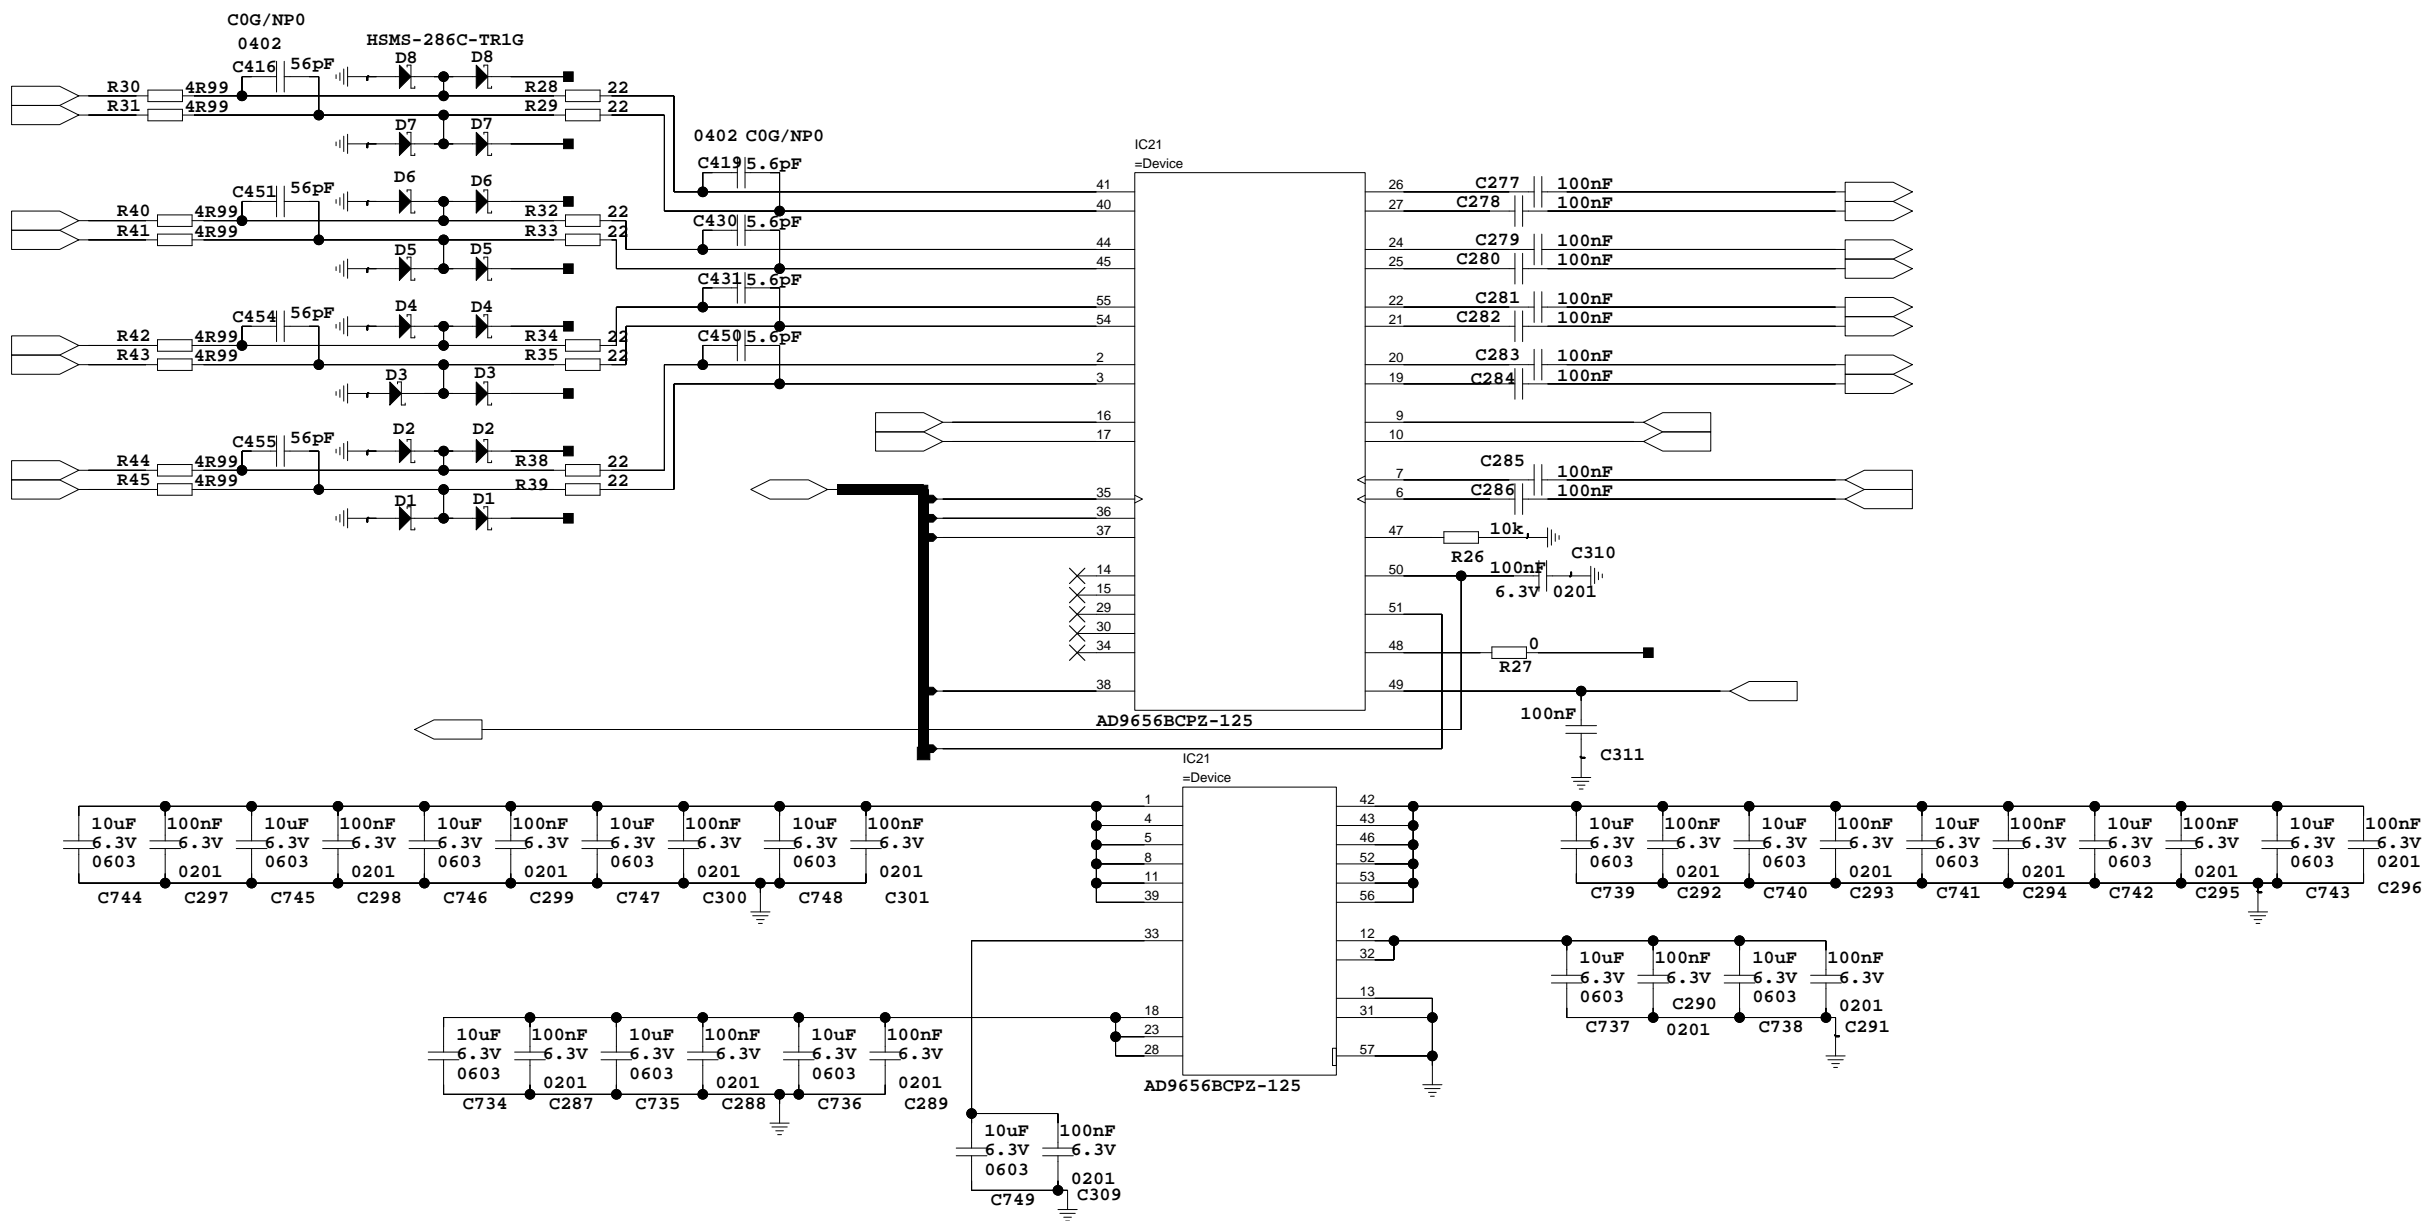 C0G/NP0
0402
HSMS-286C-TR1G
C416 56pF D8 D8
R30 4R99 R28 22
R31 4R99 R29 22
D7 D7
0402 C0G/NP0
C419 5.6pF
C451 56pF D6 D6
R40 4R99 R32 22
R41 4R99 R33 22
C430 5.6pF
D5 D5
C431 5.6pF
C454 56pF D4 D4
R42 4R99 R34 22
R43 4R99 R35 22
C450 5.6pF
D3 D3
C455 56pF D2 D2
R44 4R99 R38 22
R45 4R99 R39 22
D1 D1
IC21
=Device
41 26 C277 100nF
40 27 C278 100nF
44 24 C279 100nF
45 25 C280 100nF
55 22 C281 100nF
54 21 C282 100nF
2 20 C283 100nF
3 19 C284 100nF
16 9
17 10
7 C285 100nF
35 6 C286 100nF
36
37 47 10k
R26 C310
14 50 100nF
15 6.3V 0201
29 51
30
34 48 0
R27
38 49
AD9656BCPZ-125
100nF
C311
IC21
=Device
1 42
4 43
5 46
8 52
11 53
39 56
33 12
32
13
18 31
23
28 57
AD9656BCPZ-125
10uF 100nF 10uF 100nF 10uF 100nF 10uF 100nF 10uF 100nF
6.3V 6.3V 6.3V 6.3V 6.3V 6.3V 6.3V 6.3V 6.3V 6.3V
0603 0201 0603 0201 0603 0201 0603 0201 0603 0201
C744 C297 C745 C298 C746 C299 C747 C300 C748 C301
10uF 100nF 10uF 100nF 10uF 100nF 10uF 100nF 10uF 100nF
6.3V 6.3V 6.3V 6.3V 6.3V 6.3V 6.3V 6.3V 6.3V 6.3V
0603 0201 0603 0201 0603 0201 0603 0201 0603 0201
C739 C292 C740 C293 C741 C294 C742 C295 C743 C296
10uF 100nF 10uF 100nF
6.3V 6.3V 6.3V 6.3V
0603 C290 0603 0201
C737 0201 C738 C291
10uF 100nF 10uF 100nF 10uF 100nF
6.3V 6.3V 6.3V 6.3V 6.3V 6.3V
0603 0201 0603 0201 0603 0201
C734 C287 C735 C288 C736 C289
10uF 100nF
6.3V 6.3V
0603 0201
C749 C309